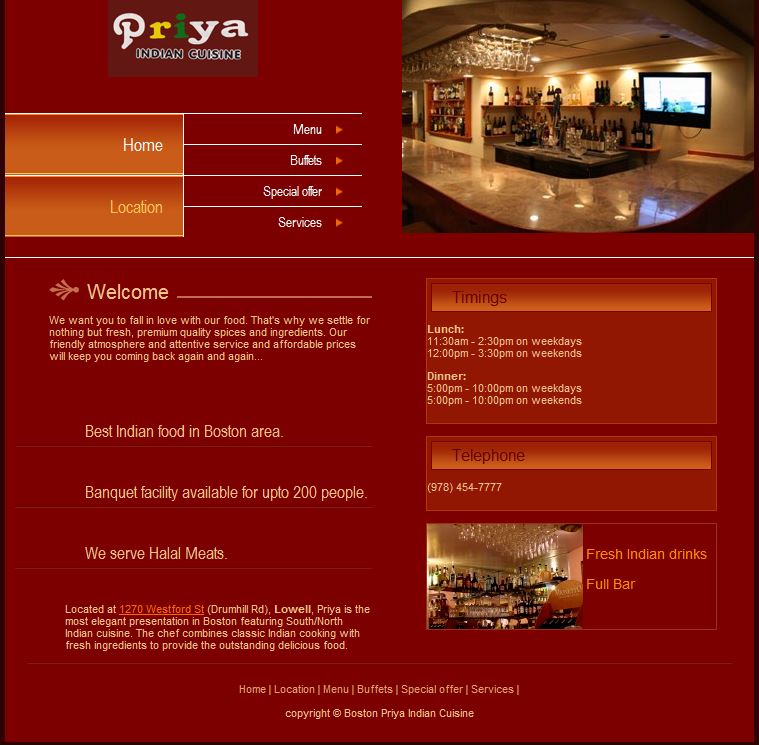 Priya
INDIAN CUISINE
Home
Location
Menu
Buffets
Special offer
Services
Welcome
We want you to fall in love with our food. That's why we settle for
nothing but fresh, premium quality spices and ingredients. Our
friendly atmosphere and attentive service and affordable prices
will keep you coming back again and again...
Best Indian food in Boston area.
Banquet facility available for upto 200 people.
We serve Halal Meats.
Located at 1270 Westford St (Drumhill Rd), Lowell, Priya is the
most elegant presentation in Boston featuring South/North
Indian cuisine. The chef combines classic Indian cooking with
fresh ingredients to provide the outstanding delicious food.
Timings
Lunch:
11:30am - 2:30pm on weekdays
12:00pm - 3:30pm on weekends
Dinner:
5:00pm - 10:00pm on weekdays
5:00pm - 10:00pm on weekends
Telephone
(978) 454-7777
Fresh Indian drinks
Full Bar
Home | Location | Menu | Buffets | Special offer | Services |
copyright © Boston Priya Indian Cuisine